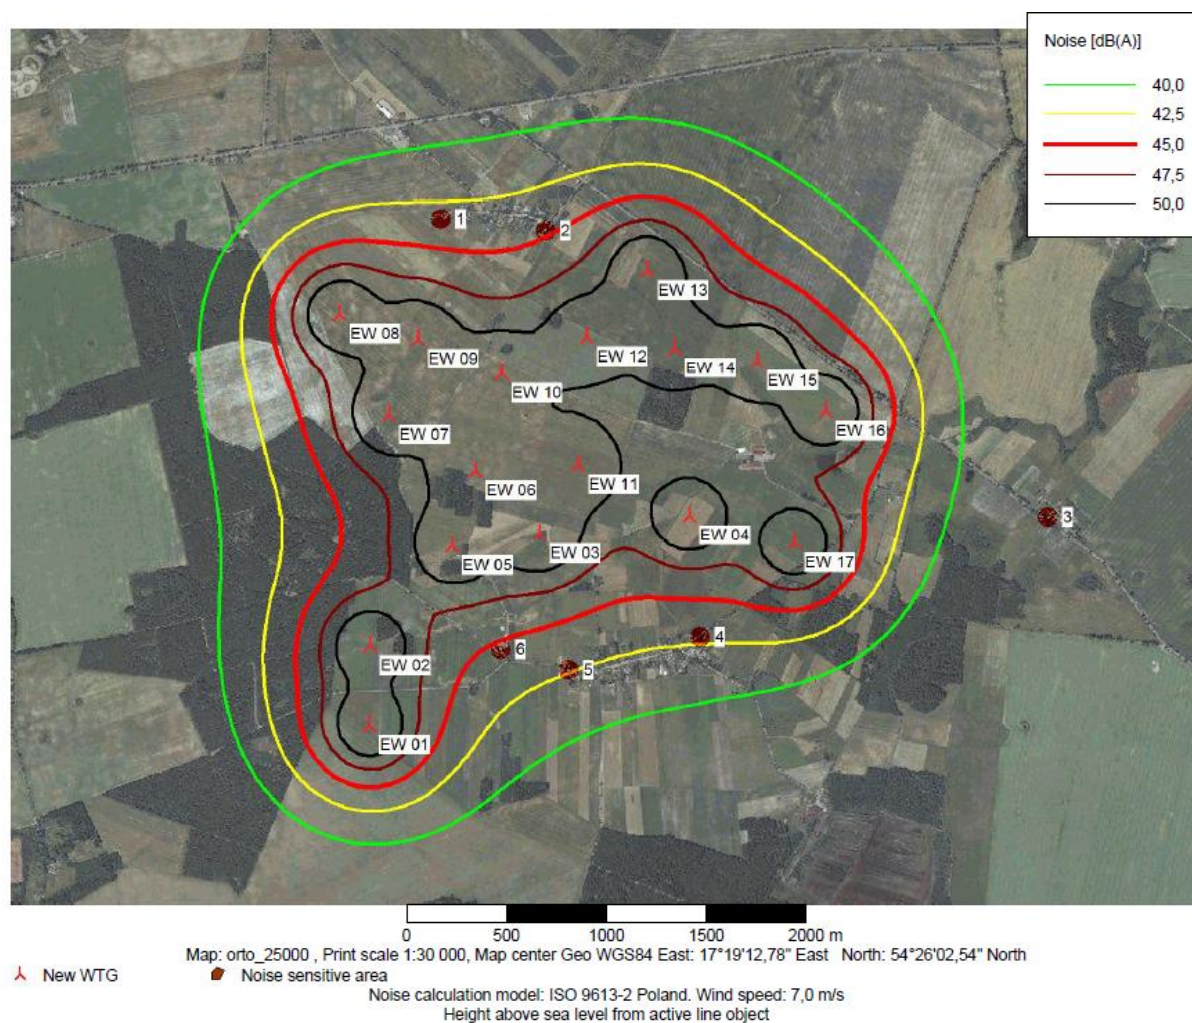 gov.p
Noise [dB(A)]
40,0
42,5
45,0
47,5
50,0
1
2
EW 13
EW 08
EW 09
EW 12
EW 14
EW 15
EW 10
EW 16
EW 07
EW 06
EW 11
3
EW 04
EW 03
EW 05
EW 17
4
6
EW 02
5
EW 01
0 500 1000 1500 2000 m
Map: orto_25000 , Print scale 1:30 000, Map center Geo WGS84 East: 17°19'12,78" East North: 54°26'02,54" North
New WTG Noise sensitive area
Noise calculation model: ISO 9613-2 Poland. Wind speed: 7,0 m/s
Height above sea level from active line object